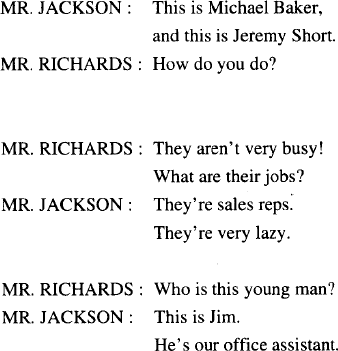 MR. JACKSON : This is Michael Baker,
and this is Jeremy Short.
MR. RICHARDS : How do you do?
MR. RICHARDS : They aren't very busy!
What are their jobs?
MR. JACKSON : They're sales reps.
They're very lazy.
MR. RICHARDS : Who is this young man?
MR. JACKSON : This is Jim.
He's our office assistant.